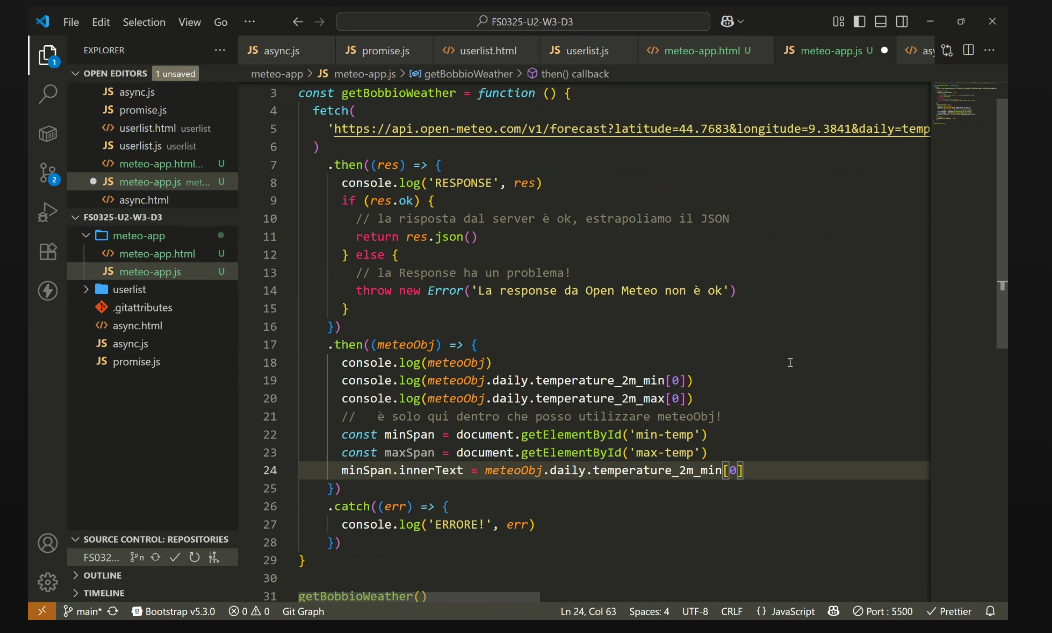 File Edit Selection View Go ··· FS0325-U2-W3-D3
EXPLORER ···
OPEN EDITORS 1 unsaved
JS async.js
JS promise.js
<> userlist.html userlist
JS userlist.js userlist
<> meteo-app.html... U
● JS meteo-app.js met... U
<> async.html
FS0325-U2-W3-D3
meteo-app
<> meteo-app.html U
JS meteo-app.js U
userlist
.gitattributes
<> async.html
JS async.js
JS promise.js
SOURCE CONTROL: REPOSITORIES
FS032...
OUTLINE
TIMELINE
JS async.js JS promise.js <> userlist.html JS userlist.js <> meteo-app.html U JS meteo-app.js U ● <> asy
meteo-app > JS meteo-app.js > getBobbioWeather > then() callback
3 const getBobbioWeather = function () {
4 fetch(
5 'https://api.open-meteo.com/v1/forecast?latitude=44.7683&longitude=9.3841&daily=temp
6 )
7 .then((res) => {
8 console.log('RESPONSE', res)
9 if (res.ok) {
10 // la risposta dal server è ok, estrapoliamo il JSON
11 return res.json()
12 } else {
13 // la Response ha un problema!
14 throw new Error('La response da Open Meteo non è ok')
15 }
16 })
17 .then((meteoObj) => {
18 console.log(meteoObj)
19 console.log(meteoObj.daily.temperature_2m_min[0])
20 console.log(meteoObj.daily.temperature_2m_max[0])
21 // è solo qui dentro che posso utilizzare meteoObj!
22 const minSpan = document.getElementById('min-temp')
23 const maxSpan = document.getElementById('max-temp')
24 minSpan.innerText = meteoObj.daily.temperature_2m_min[0]
25 })
26 .catch((err) => {
27 console.log('ERRORE!', err)
28 })
29 }
30
31 getBobbioWeather()
main* Bootstrap v5.3.0 0 0 Git Graph Ln 24, Col 63 Spaces: 4 UTF-8 CRLF {} JavaScript Port : 5500 Prettier